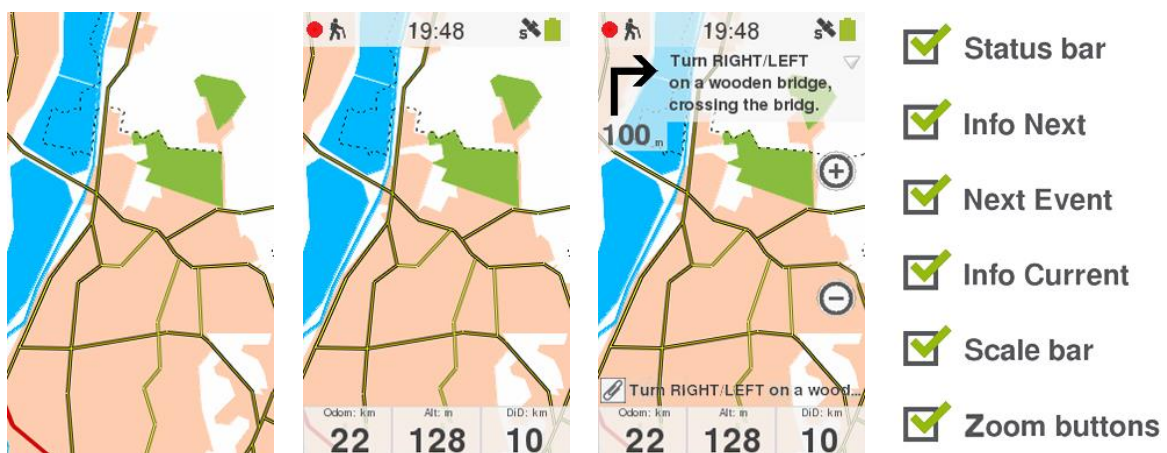 19:48
S
Odom: km
Alt: m
DiD: km
22
128
10
19:48
S
Turn RIGHT/LEFT
on a wooden bridge,
crossing the bridg.
100 m
Turn RIGHT/LEFT on a wood...
Odom: km
Alt: m
DiD: km
22
128
10
Status bar
Info Next
Next Event
Info Current
Scale bar
Zoom buttons